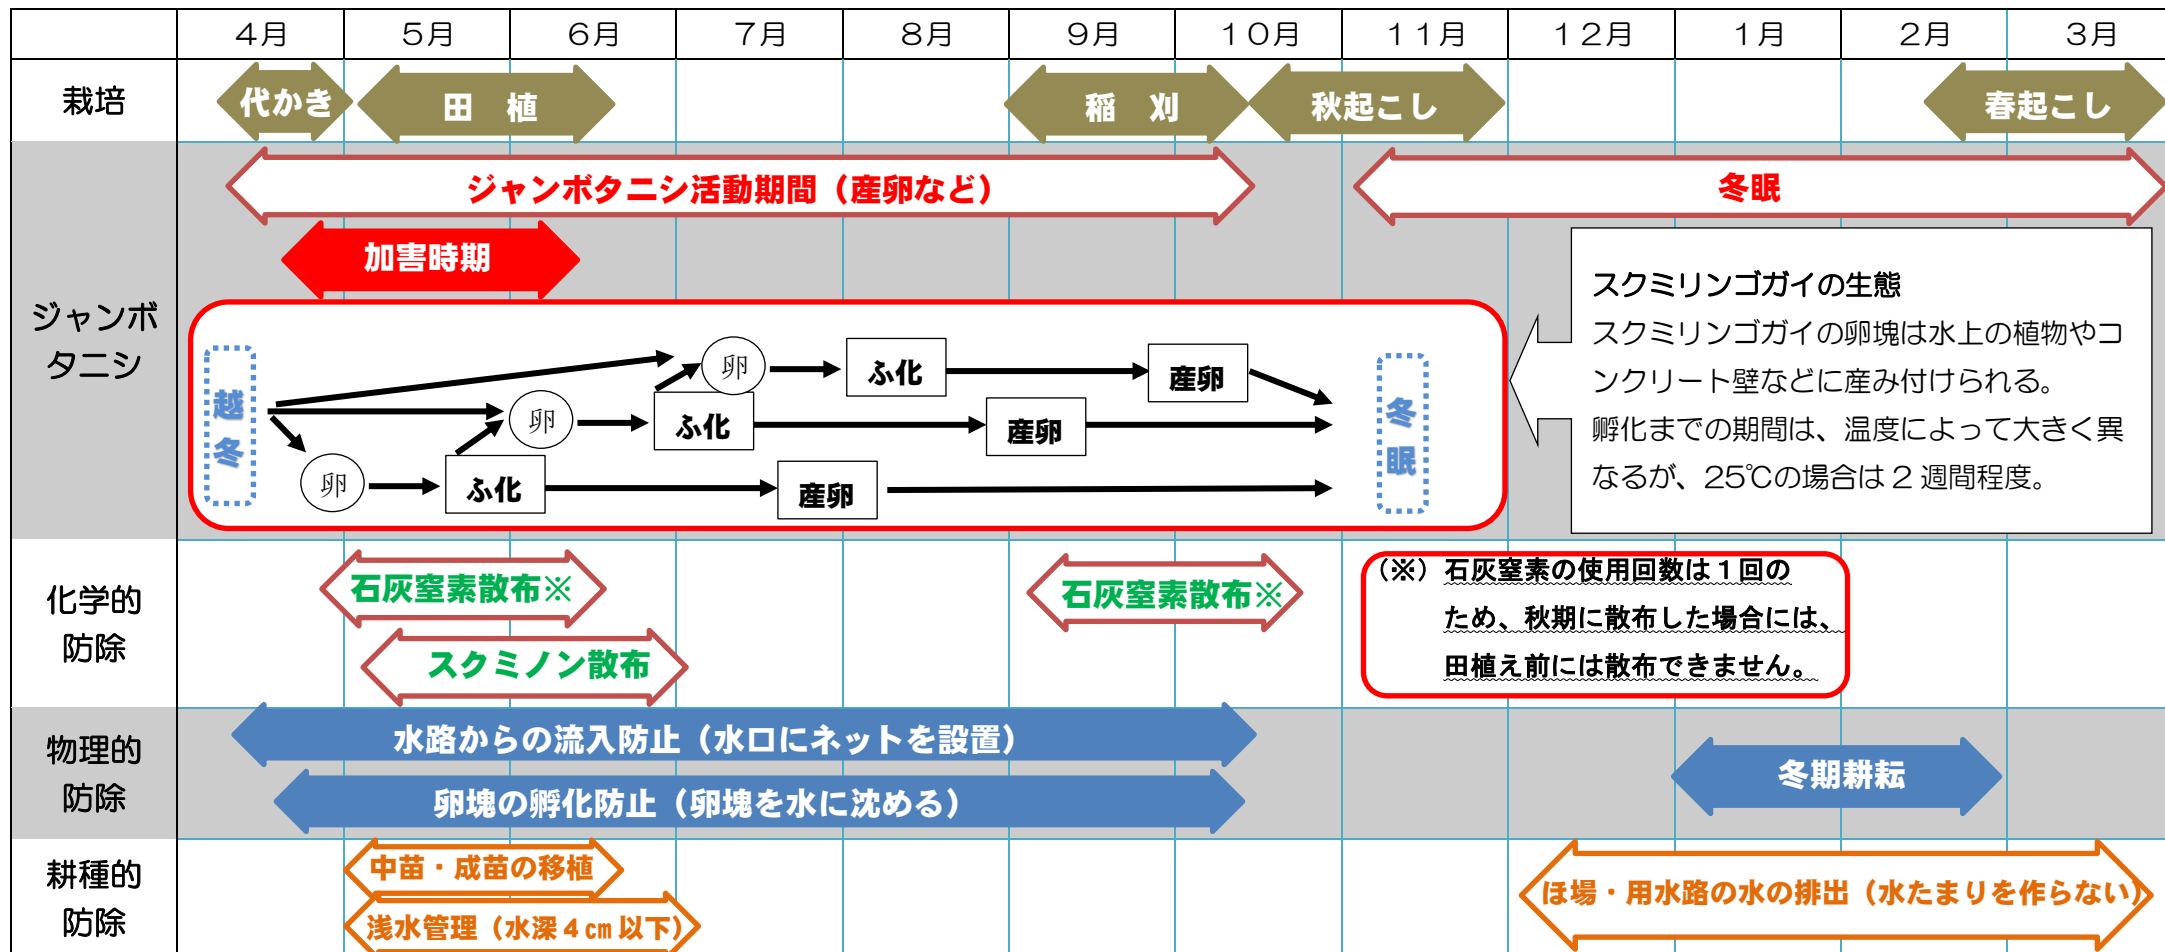 ４月 ５月 ６月 ７月 ８月 ９月 １０月 １１月 １２月 １月 ２月 ３月
栽培
代かき
田　植
稲　刈
秋起こし
春起こし
ジャンボ
タニシ
ジャンボタニシ活動期間（産卵など）
冬眠
加害時期
越冬
卵
ふ化
産卵
卵
ふ化
産卵
卵
ふ化
産卵
冬眠
スクミリンゴガイの生態
スクミリンゴガイの卵塊は水上の植物やコ
ンクリート壁などに産み付けられる。
孵化までの期間は、温度によって大きく異
なるが、25℃の場合は２週間程度。
化学的
防除
石灰窒素散布※
石灰窒素散布※
スクミノン散布
（※）石灰窒素の使用回数は１回の
ため、秋期に散布した場合には、
田植え前には散布できません。
物理的
防除
水路からの流入防止（水口にネットを設置）
卵塊の孵化防止（卵塊を水に沈める）
冬期耕耘
耕種的
防除
中苗・成苗の移植
浅水管理（水深４㎝以下）
ほ場・用水路の水の排出（水たまりを作らない）